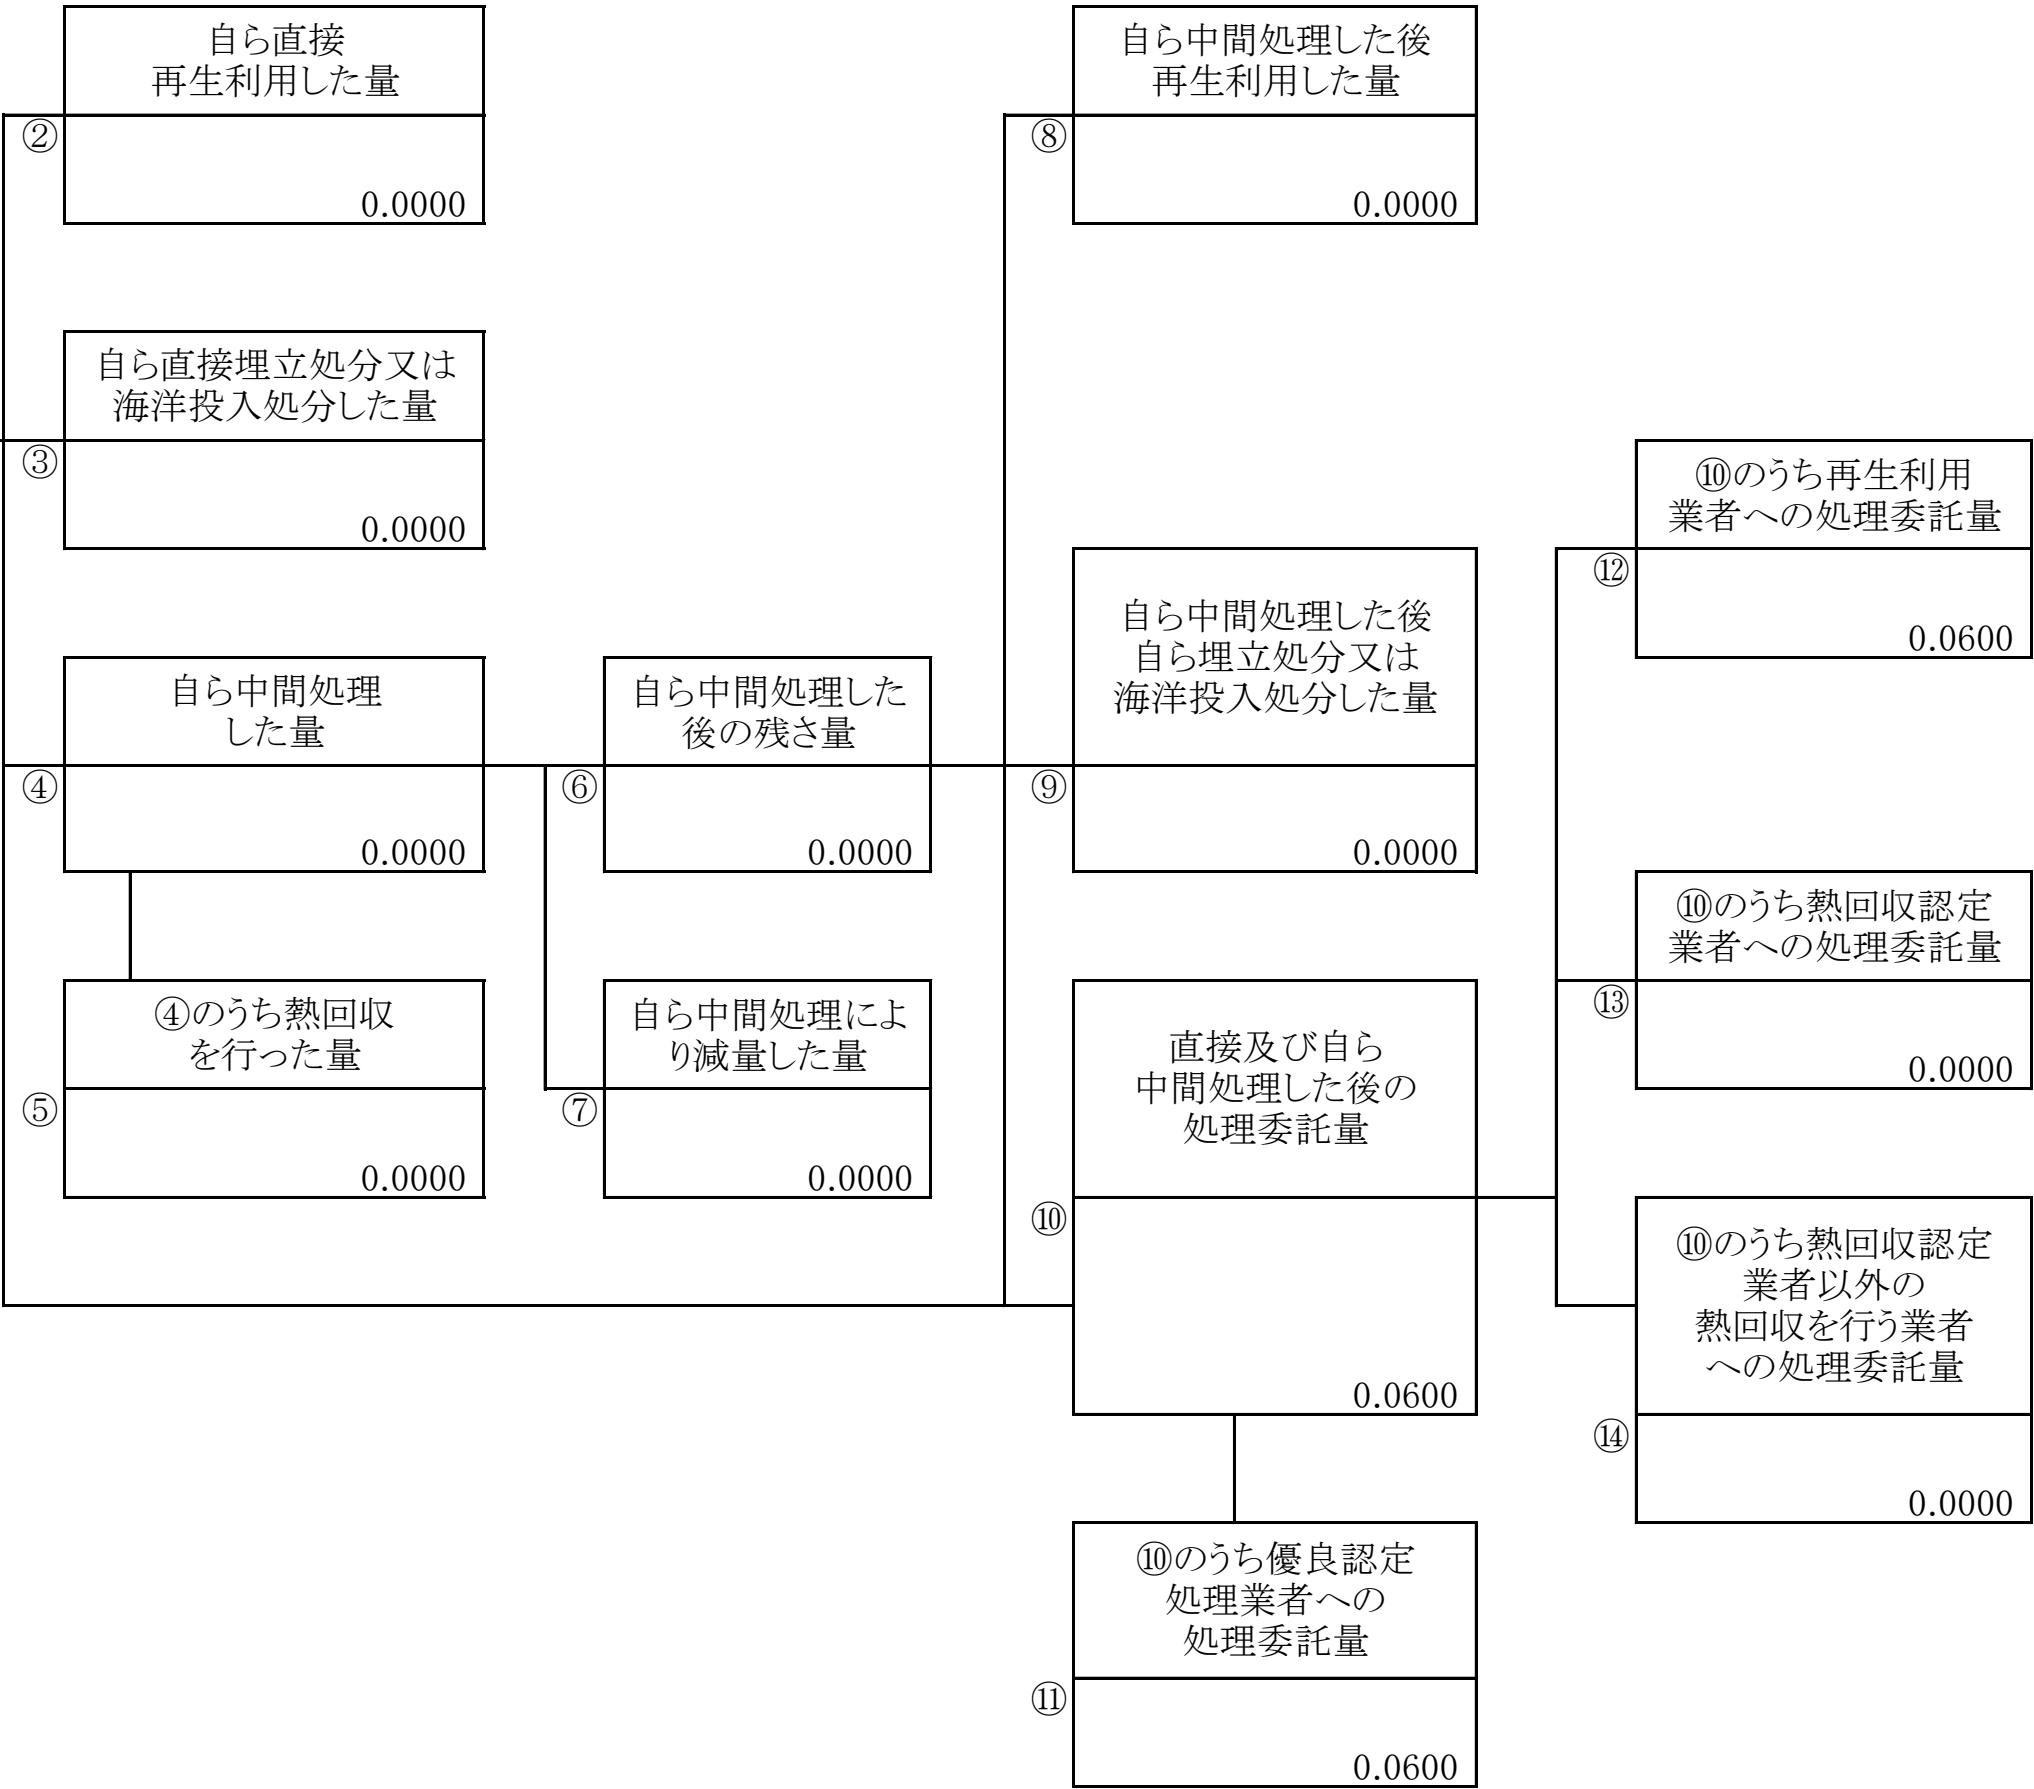 自ら直接
再生利用した量
②
0.0000
自ら中間処理した後
再生利用した量
⑧
0.0000
自ら直接埋立処分又は
海洋投入処分した量
③
0.0000
⑩のうち再生利用
業者への処理委託量
⑫
0.0600
自ら中間処理
した量
④
0.0000
自ら中間処理した
後の残さ量
⑥
0.0000
自ら中間処理した後
自ら埋立処分又は
海洋投入処分した量
⑨
0.0000
⑩のうち熱回収認定
業者への処理委託量
⑬
0.0000
④のうち熱回収
を行った量
⑤
0.0000
自ら中間処理によ
り減量した量
⑦
0.0000
直接及び自ら
中間処理した後の
処理委託量
⑩
0.0600
⑩のうち熱回収認定
業者以外の
熱回収を行う業者
への処理委託量
⑭
0.0000
⑩のうち優良認定
処理業者への
処理委託量
⑪
0.0600